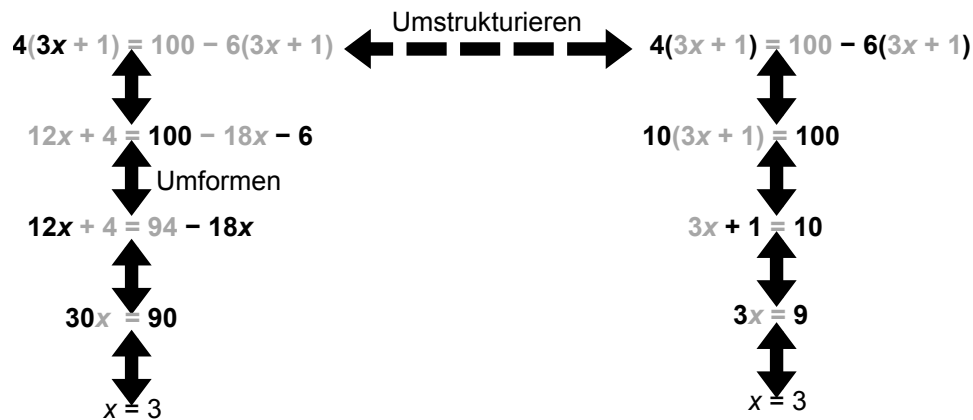 Umstrukturieren
4(3x + 1) = 100 − 6(3x + 1)
4(3x + 1) = 100 − 6(3x + 1)
12x + 4 = 100 − 18x − 6
10(3x + 1) = 100
Umformen
12x + 4 = 94 − 18x
3x + 1 = 10
30x = 90
3x = 9
x = 3
x = 3